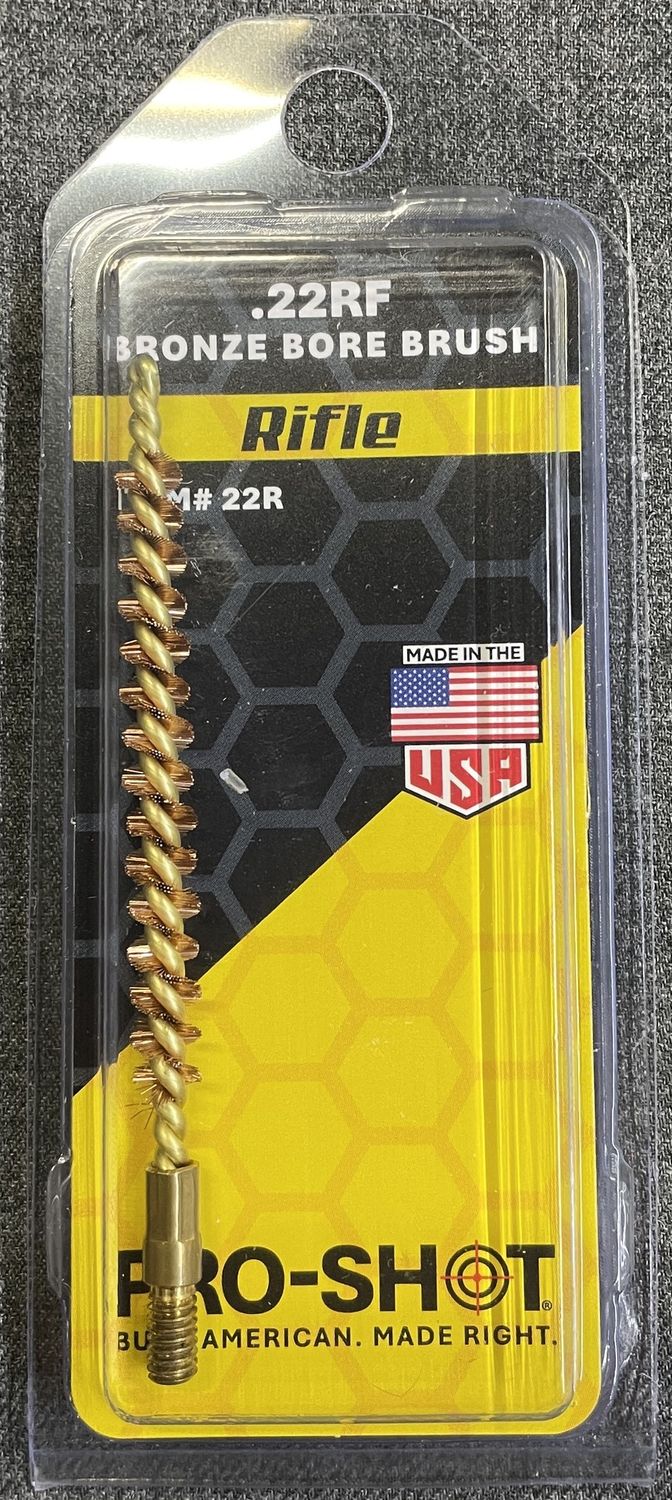 .22RF
BRONZE BORE BRUSH
Rifle
# 22R
MADE IN THE
USA
PRO-SHOT®
AMERICAN. MADE RIGHT.